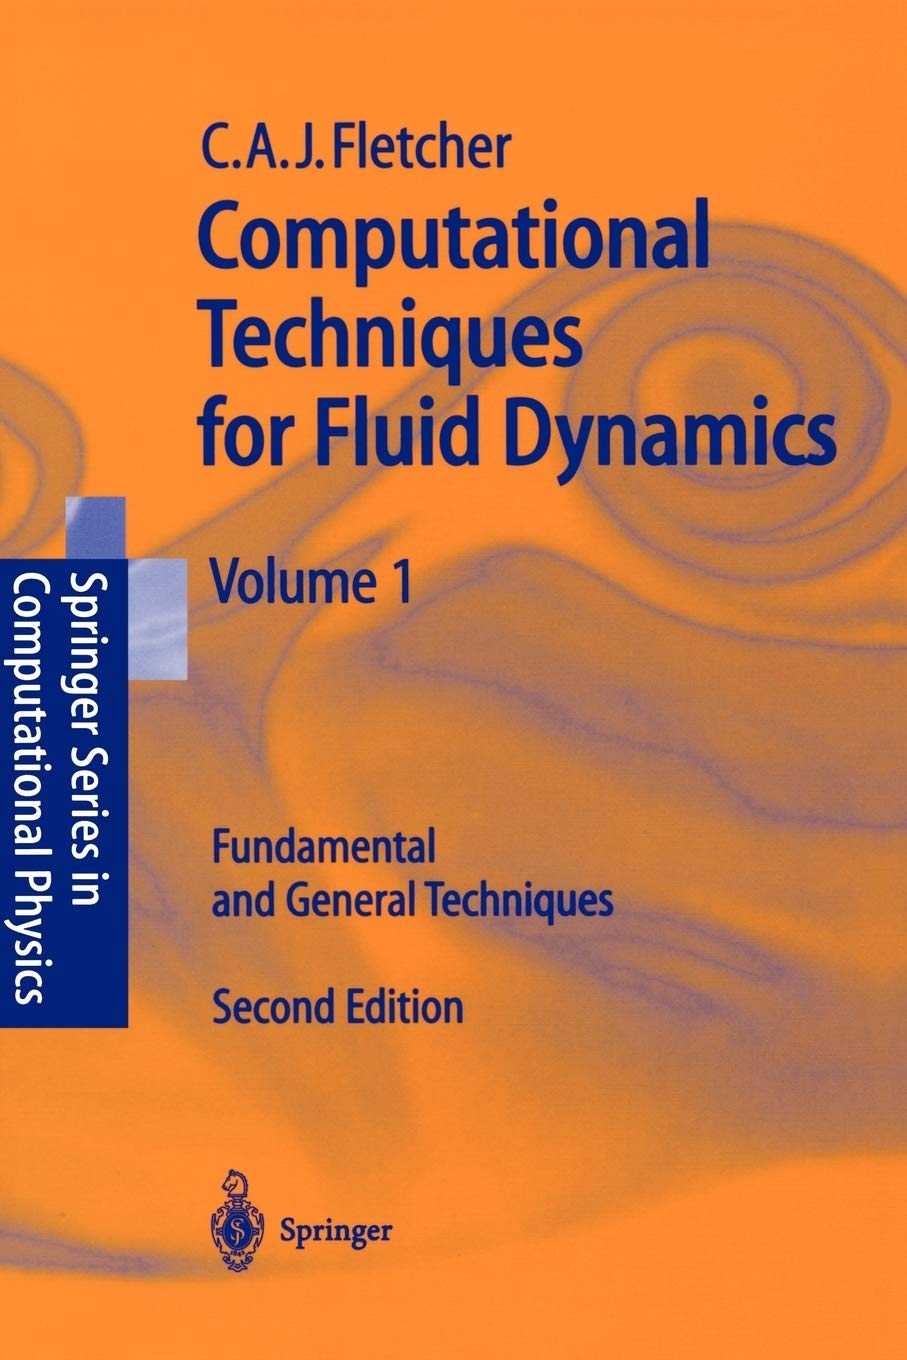 C.A.J. Fletcher
Computational
Techniques
for Fluid Dynamics
Volume 1
Springer Series in
Computational Physics
Fundamental
and General Techniques
Second Edition
S
1842
Springer